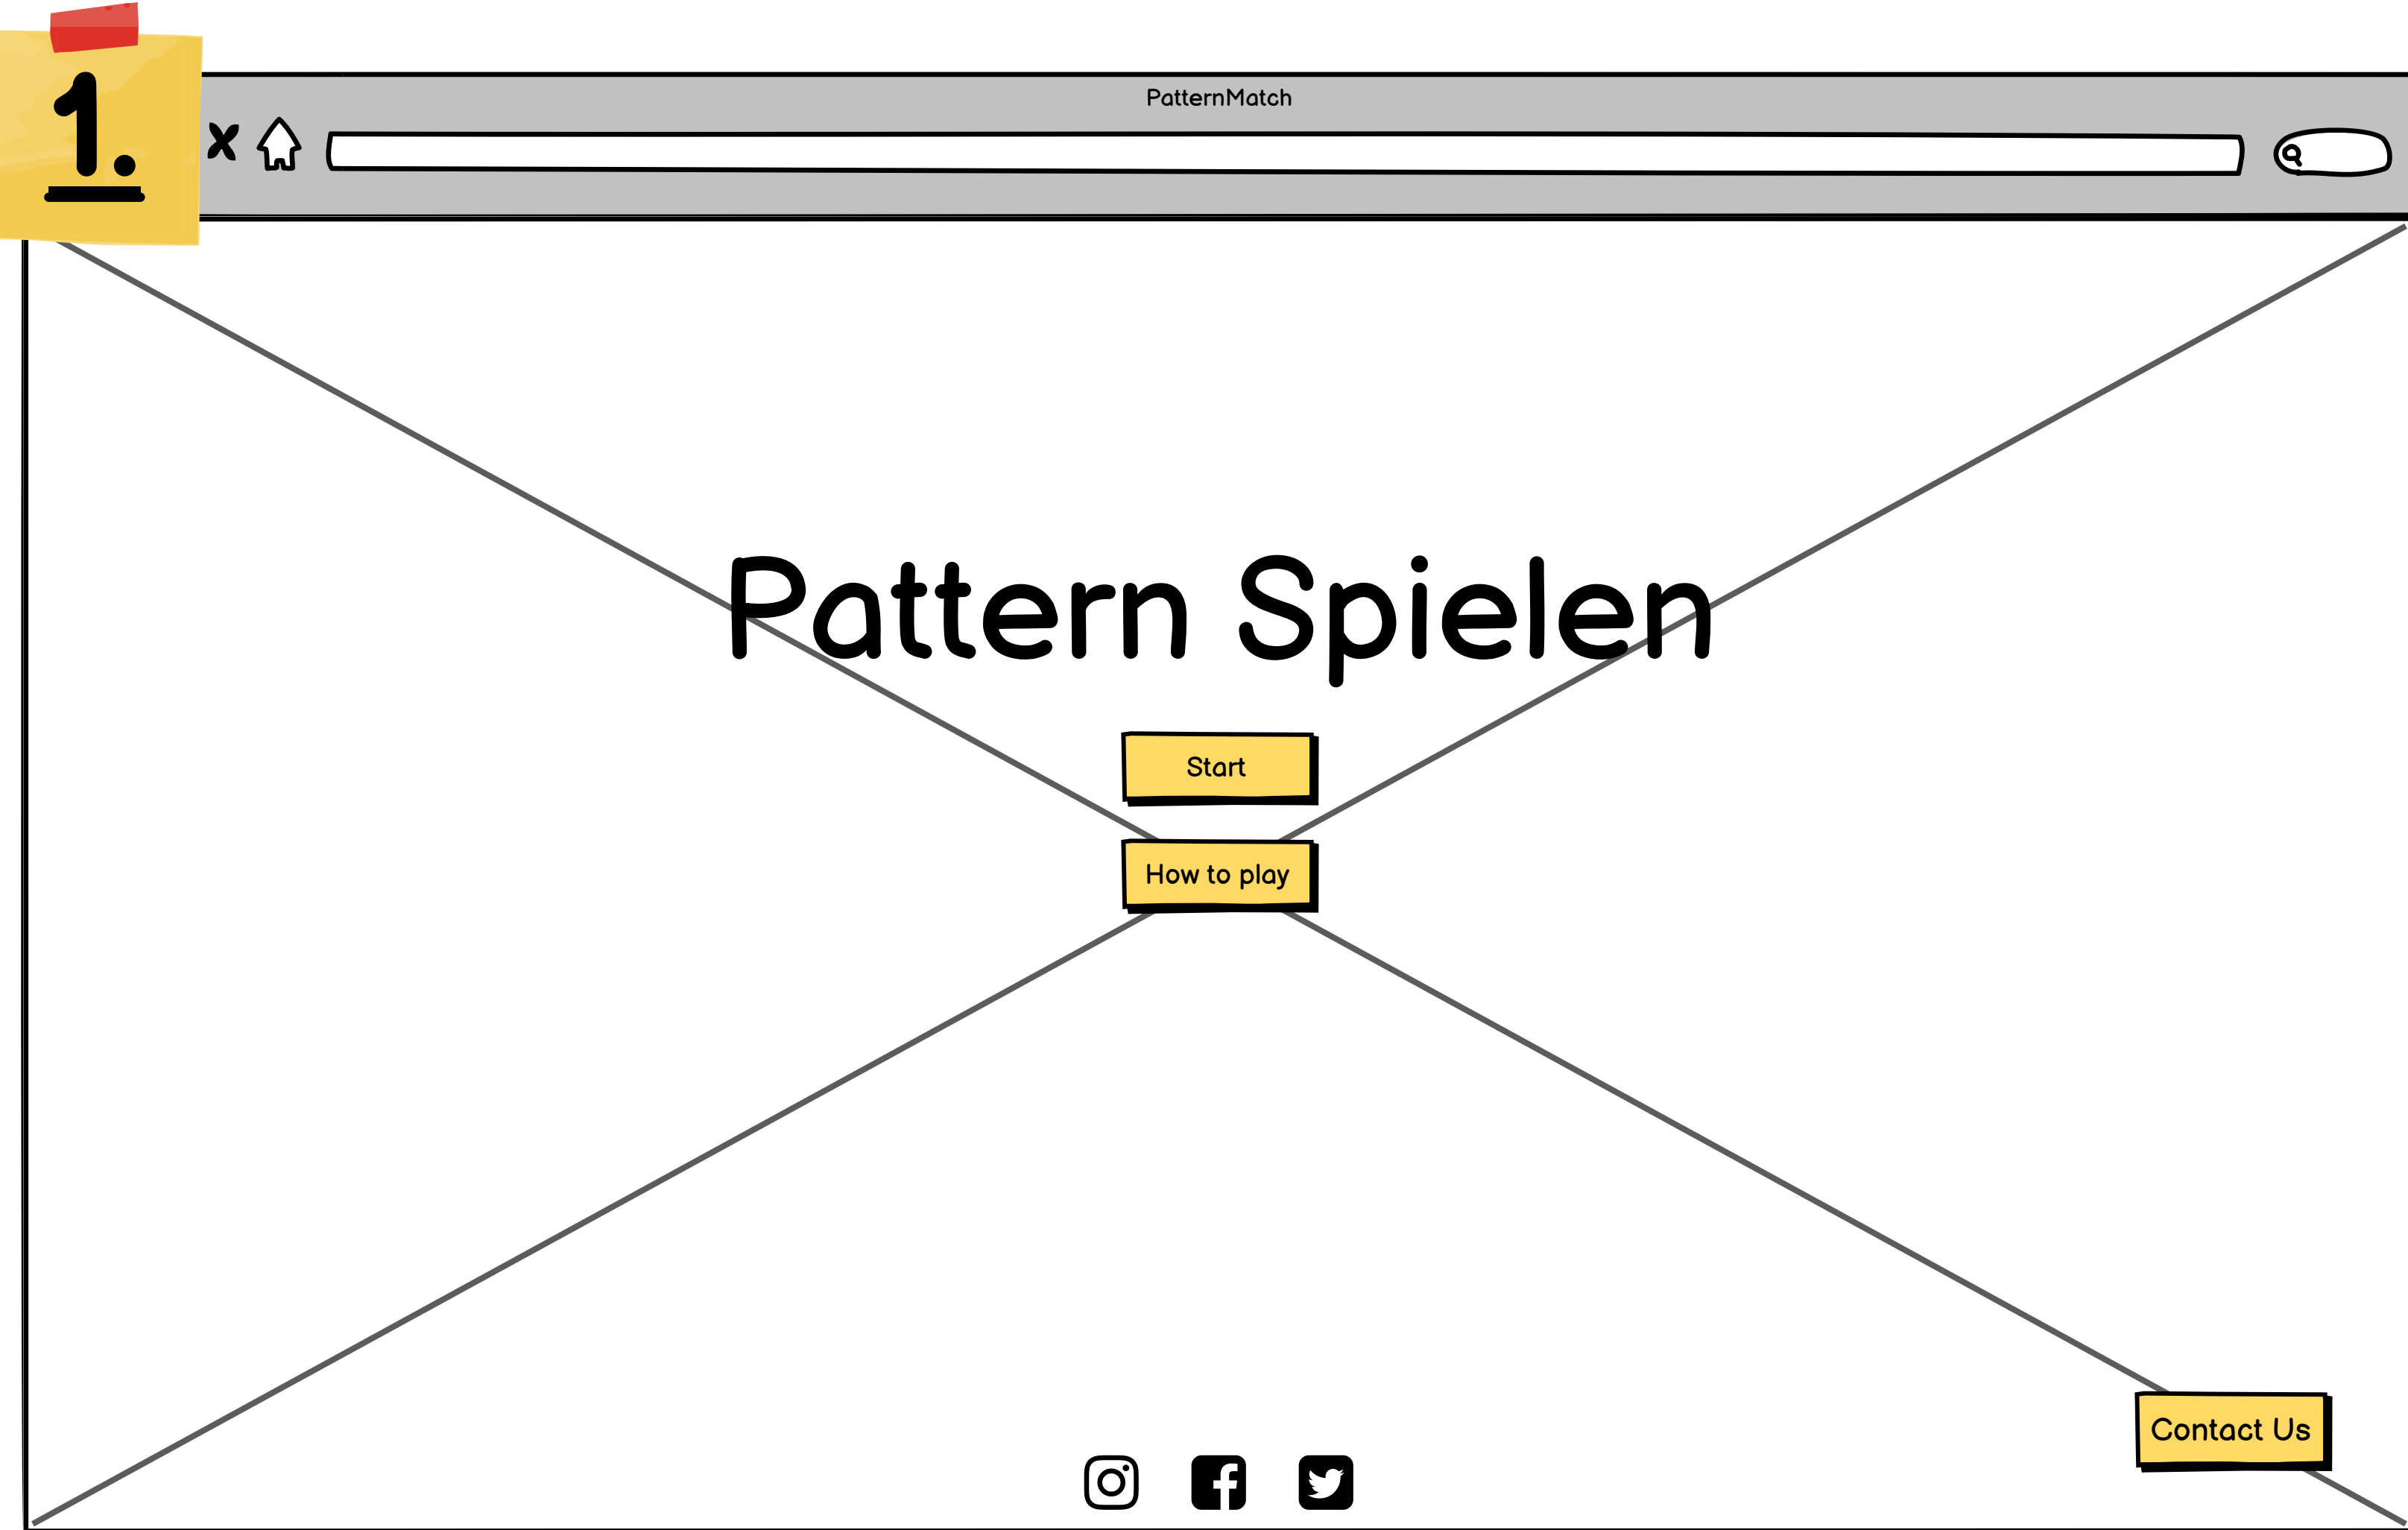 1.
PatternMatch
Pattern Spielen
Start
How to play
Contact Us